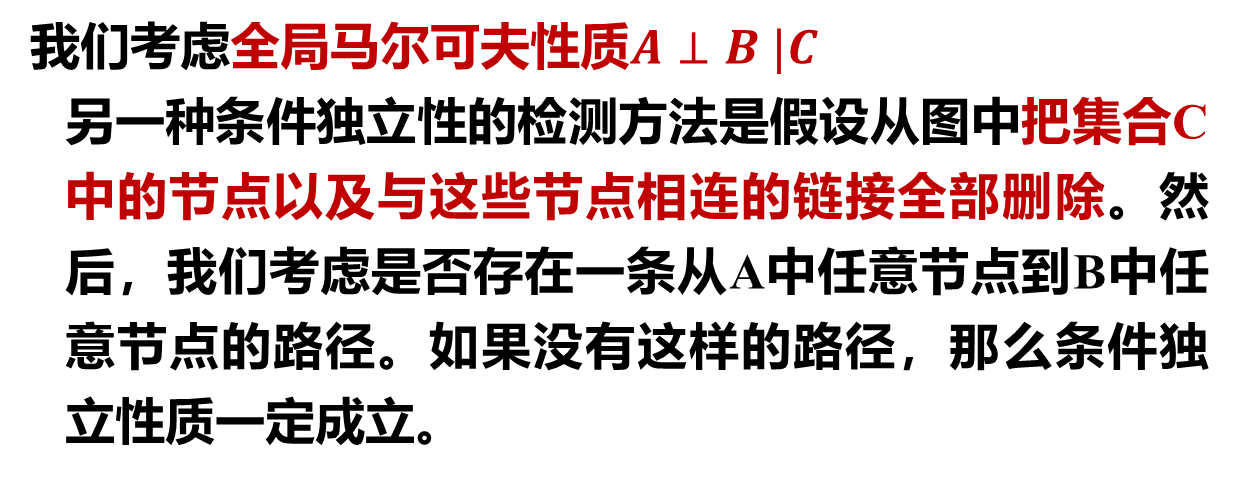 我们考虑全局马尔可夫性质A ⊥ B |C
另一种条件独立性的检测方法是假设从图中把集合C
中的节点以及与这些节点相连的链接全部删除。然
后，我们考虑是否存在一条从A中任意节点到B中任
意节点的路径。如果没有这样的路径，那么条件独
立性质一定成立。